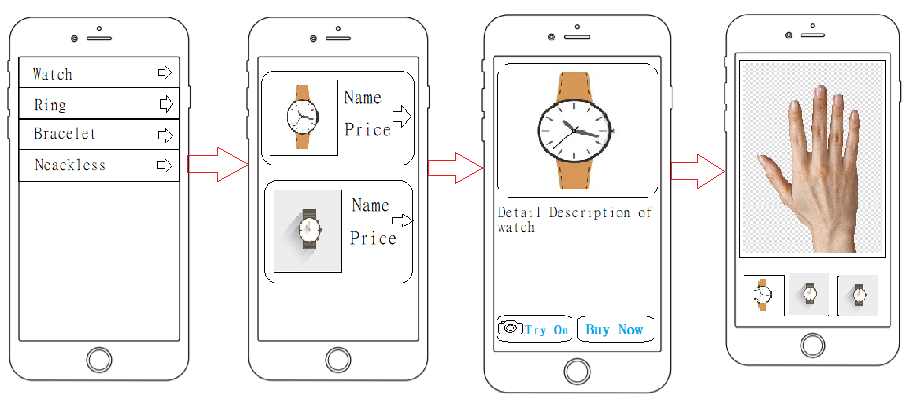 Watch
Ring
Bracelet
Neackless
Name
Price
Name
Price
Detail Description of
watch
Try On
Buy Now